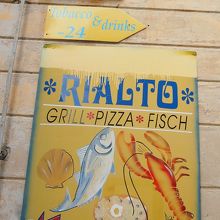 tobacco & drinks
-24
*RIALTO*
GRILL*PIZZA*FISCH